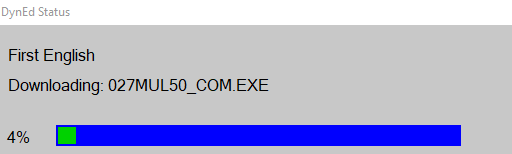 DynEd Status
First English
Downloading: 027MUL50_COM.EXE
4%